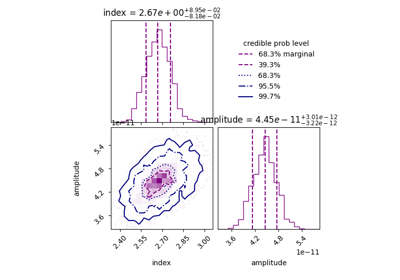 index = 2.67e+00+8.95e−02 −8.18e−02
credible prob level
68.3% marginal
39.3%
68.3%
95.5%
99.7%
1e−11
amplitude = 4.45e−11+3.01e−12 −3.22e−12
5.4
4.8
4.2
3.6
amplitude
2.40 2.55 2.70 2.85 3.00
index
3.6 4.2 4.8 5.4
1e−11
amplitude